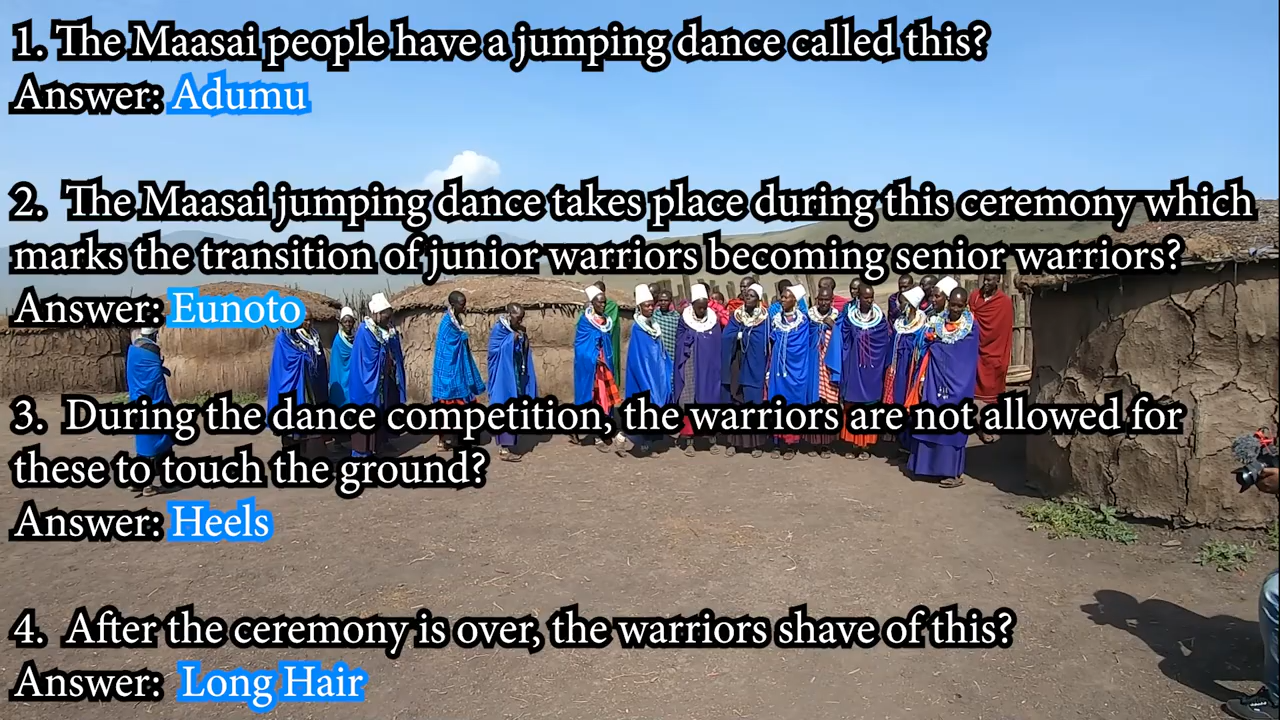 1. The Maasai people have a jumping dance called this?
Answer: Adumu
2. The Maasai jumping dance takes place during this ceremony which
marks the transition of junior warriors becoming senior warriors?
Answer: Eunoto
3. During the dance competition, the warriors are not allowed for
these to touch the ground?
Answer: Heels
4. After the ceremony is over, the warriors shave of this?
Answer: Long Hair